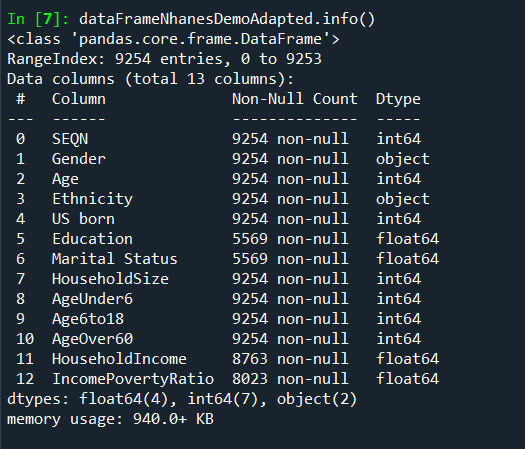 In [7]: dataFrameNhanesDemoAdapted.info()
<class 'pandas.core.frame.DataFrame'>
RangeIndex: 9254 entries, 0 to 9253
Data columns (total 13 columns):
 #   Column              Non-Null Count  Dtype
---  ------              --------------  -----
 0   SEQN                9254 non-null   int64
 1   Gender              9254 non-null   object
 2   Age                 9254 non-null   int64
 3   Ethnicity           9254 non-null   object
 4   US born             9254 non-null   int64
 5   Education           5569 non-null   float64
 6   Marital Status      5569 non-null   float64
 7   HouseholdSize       9254 non-null   int64
 8   AgeUnder6           9254 non-null   int64
 9   Age6to18            9254 non-null   int64
 10  AgeOver60           9254 non-null   int64
 11  HouseholdIncome     8763 non-null   float64
 12  IncomePovertyRatio  8023 non-null   float64
dtypes: float64(4), int64(7), object(2)
memory usage: 940.0+ KB